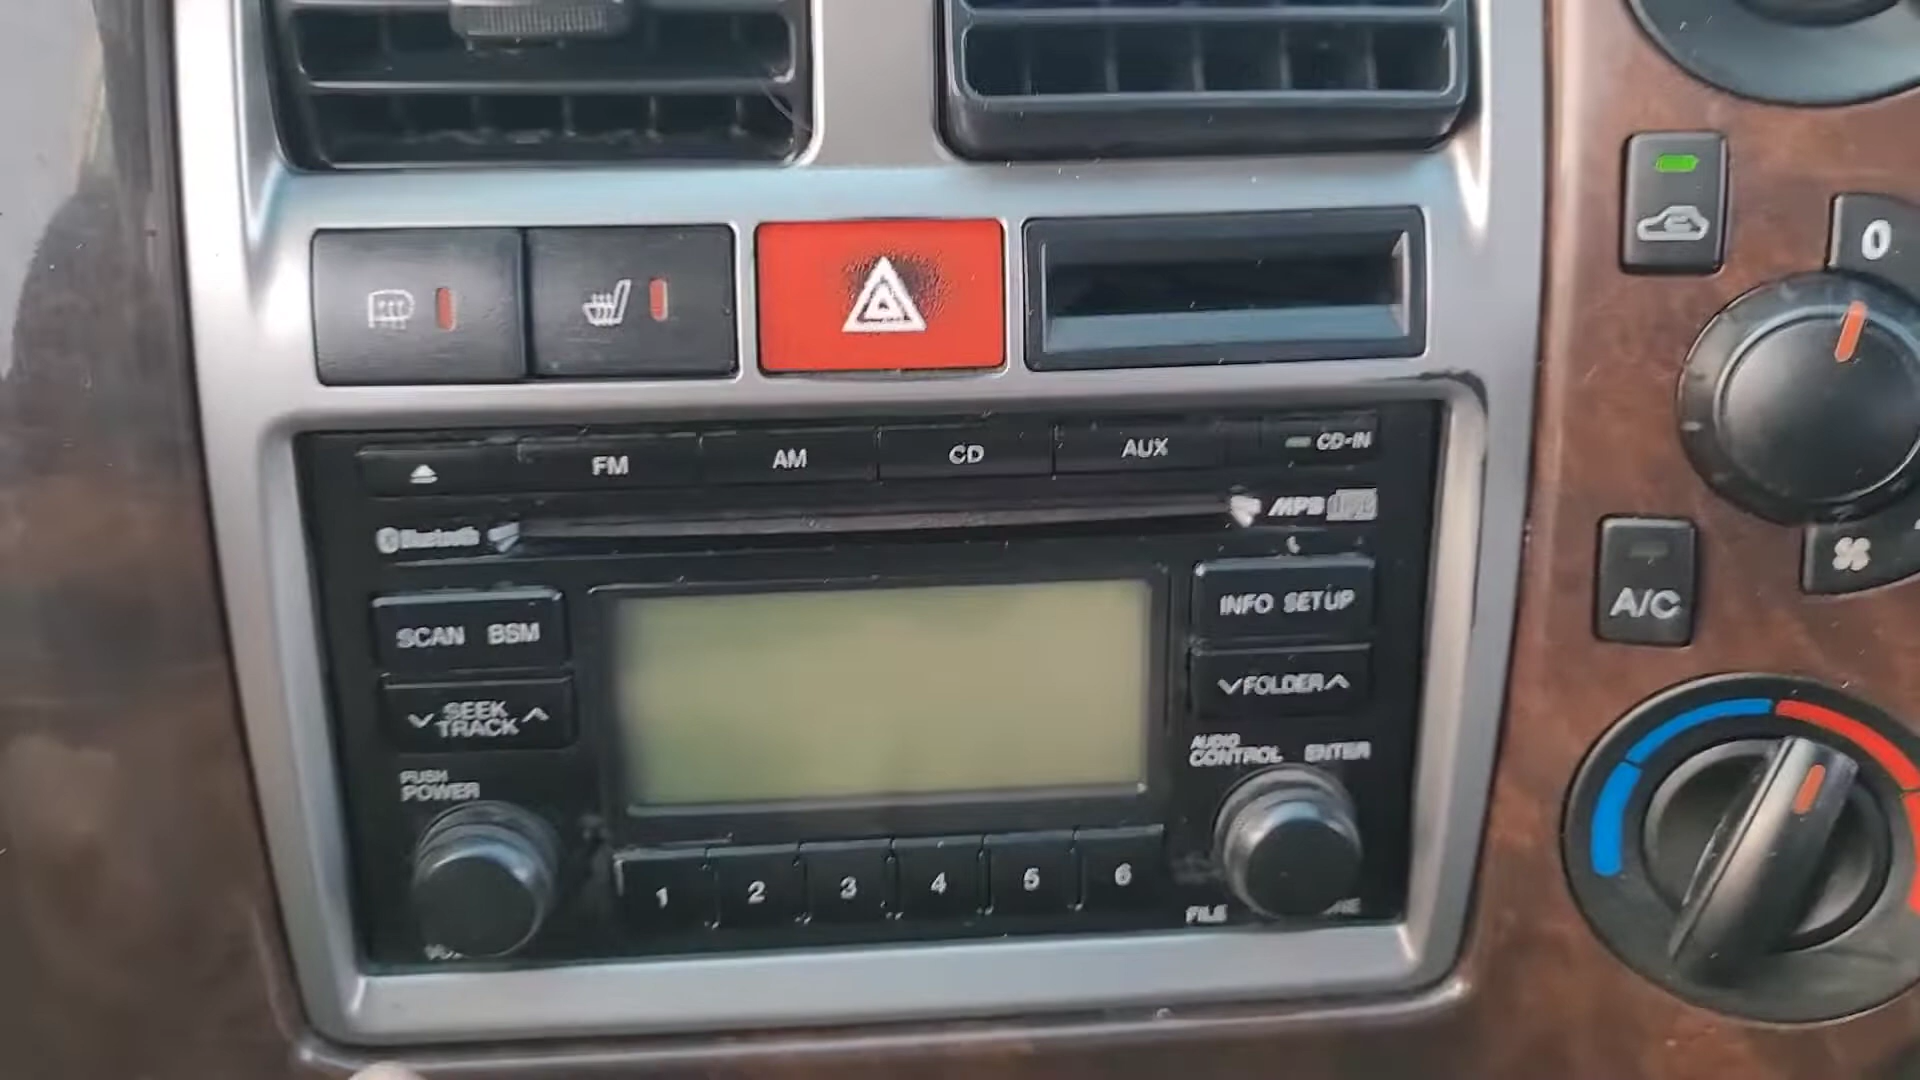 0
FM
AM
CD
AUX
CD-IN
Bluetooth
MP3
SCAN BSM
INFO SETUP
A/C
SEEK
TRACK
FOLDER
PUSH
POWER
AUDIO
CONTROL
ENTER
1
2
3
4
5
6
FILE